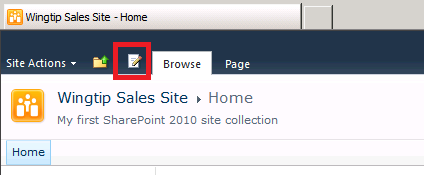 Wingtip Sales Site - Home
Site Actions Browse Page
Wingtip Sales Site Home
My first SharePoint 2010 site collection
Home